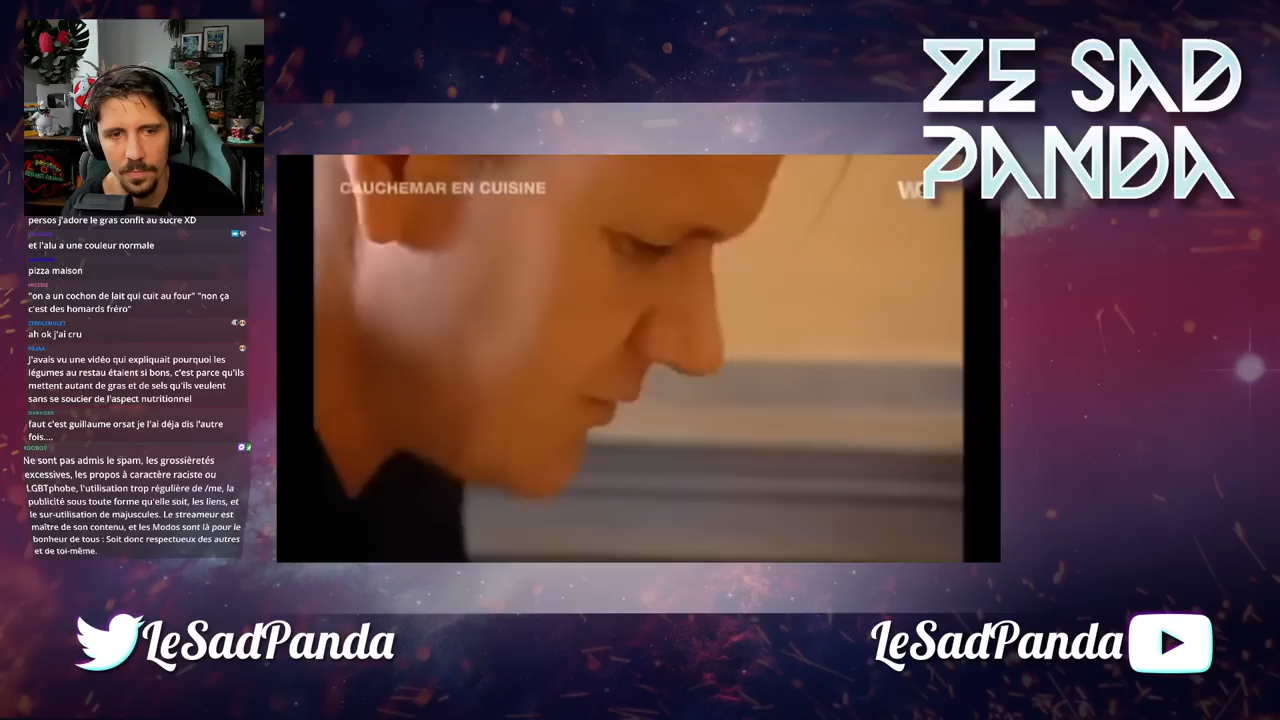 ZE SAD
PANDA
CAUCHEMAR EN CUISINE
persos j'adore le gras confit au sucre XD
et l'alu a une couleur normale
pizza maison
"on a un cochon de lait qui cuit au four" "non ça
c'est des homards fréro"
ah ok j'ai cru
J'avais vu une vidéo qui expliquait pourquoi les
légumes au restau étaient si bons, c'est parce qu'ils
mettent autant de gras et de sels qu'ils veulent
sans se soucier de l'aspect nutritionnel
DARKIDER
faut c'est guillaume orsat je l'ai déja dis l'autre
fois....
Ne sont pas admis le spam, les grossièretés
excessives, les propos à caractère raciste ou
LGBTphobe, l'utilisation trop régulière de /me, la
publicité sous toute forme qu'elle soit, les liens, et
le sur-utilisation de majuscules. Le streameur est
maître de son contenu, et les Modos sont là pour le
bonheur de tous : Soit donc respectueux des autres
et de toi-même.
LeSadPanda
LeSadPanda